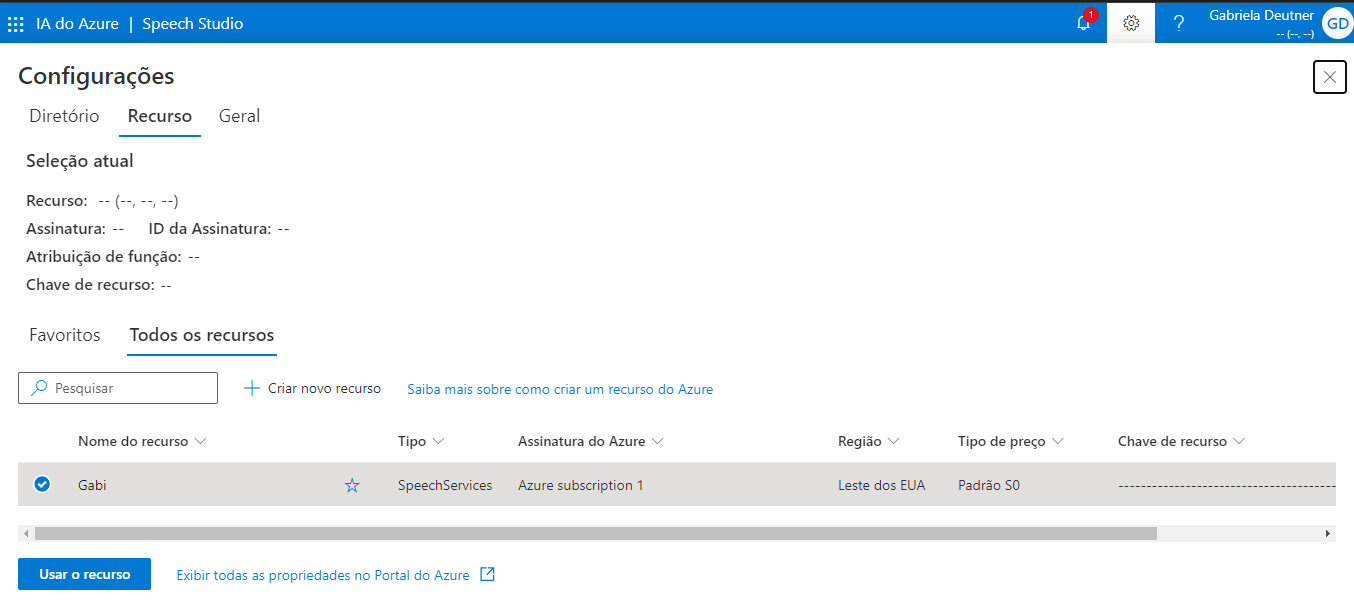 IA do Azure | Speech Studio
1
?
Gabriela Deutner
-- (--, --)
GD
Configurações
Diretório Recurso Geral
Seleção atual
Recurso: -- (--, --, --)
Assinatura: -- ID da Assinatura: --
Atribuição de função: --
Chave de recurso: --
Favoritos Todos os recursos
Pesquisar
Criar novo recurso
Saiba mais sobre como criar um recurso do Azure
Nome do recurso Tipo Assinatura do Azure Região Tipo de preço Chave de recurso
Gabi SpeechServices Azure subscription 1 Leste dos EUA Padrão S0 ---------------------------------------
Usar o recurso Exibir todas as propriedades no Portal do Azure